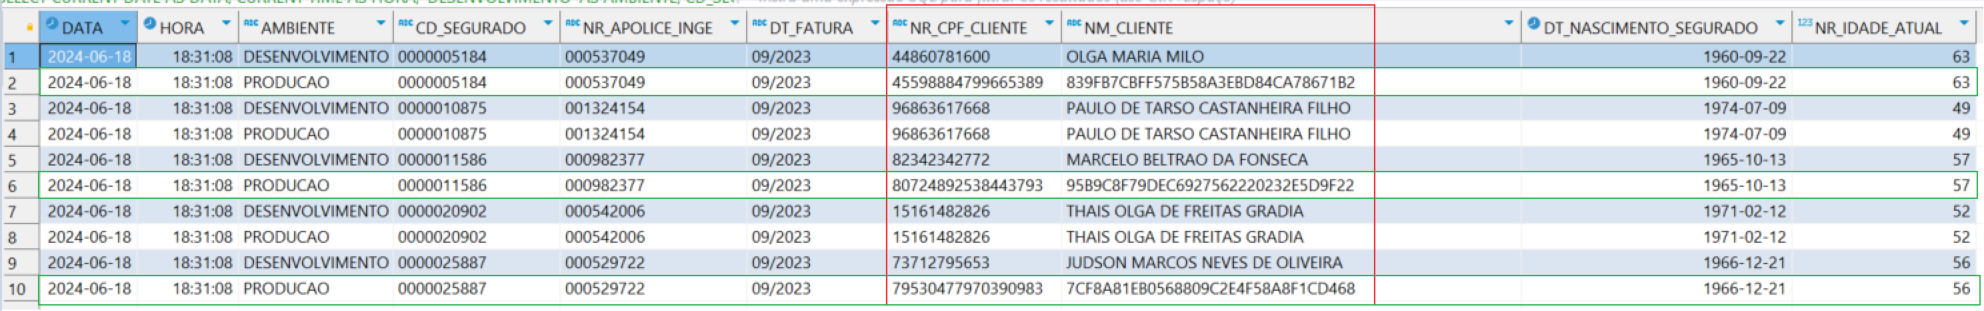 DATA HORA AMBIENTE CD_SEGURADO NR_APOLICE_INGE DT_FATURA NR_CPF_CLIENTE NM_CLIENTE DT_NASCIMENTO_SEGURADO 123 NR_IDADE_ATUAL
1 2024-06-18 18:31:08 DESENVOLVIMENTO 0000005184 000537049 09/2023 44860781600 OLGA MARIA MILO 1960-09-22 63
2 2024-06-18 18:31:08 PRODUCAO 0000005184 000537049 09/2023 45598884799665389 839FB7CBFF575B58A3EBD84CA78671B2 1960-09-22 63
3 2024-06-18 18:31:08 DESENVOLVIMENTO 0000010875 001324154 09/2023 96863617668 PAULO DE TARSO CASTANHEIRA FILHO 1974-07-09 49
4 2024-06-18 18:31:08 PRODUCAO 0000010875 001324154 09/2023 96863617668 PAULO DE TARSO CASTANHEIRA FILHO 1974-07-09 49
5 2024-06-18 18:31:08 DESENVOLVIMENTO 0000011586 000982377 09/2023 82342342772 MARCELO BELTRAO DA FONSECA 1965-10-13 57
6 2024-06-18 18:31:08 PRODUCAO 0000011586 000982377 09/2023 80724892538443793 95B9C8F79DEC6927562220232E5D9F22 1965-10-13 57
7 2024-06-18 18:31:08 DESENVOLVIMENTO 0000020902 000542006 09/2023 15161482826 THAIS OLGA DE FREITAS GRADIA 1971-02-12 52
8 2024-06-18 18:31:08 PRODUCAO 0000020902 000542006 09/2023 15161482826 THAIS OLGA DE FREITAS GRADIA 1971-02-12 52
9 2024-06-18 18:31:08 DESENVOLVIMENTO 0000025887 000529722 09/2023 73712795653 JUDSON MARCOS NEVES DE OLIVEIRA 1966-12-21 56
10 2024-06-18 18:31:08 PRODUCAO 0000025887 000529722 09/2023 79530477970390983 7CF8A81EB0568809C2E4F58A8F1CD468 1966-12-21 56